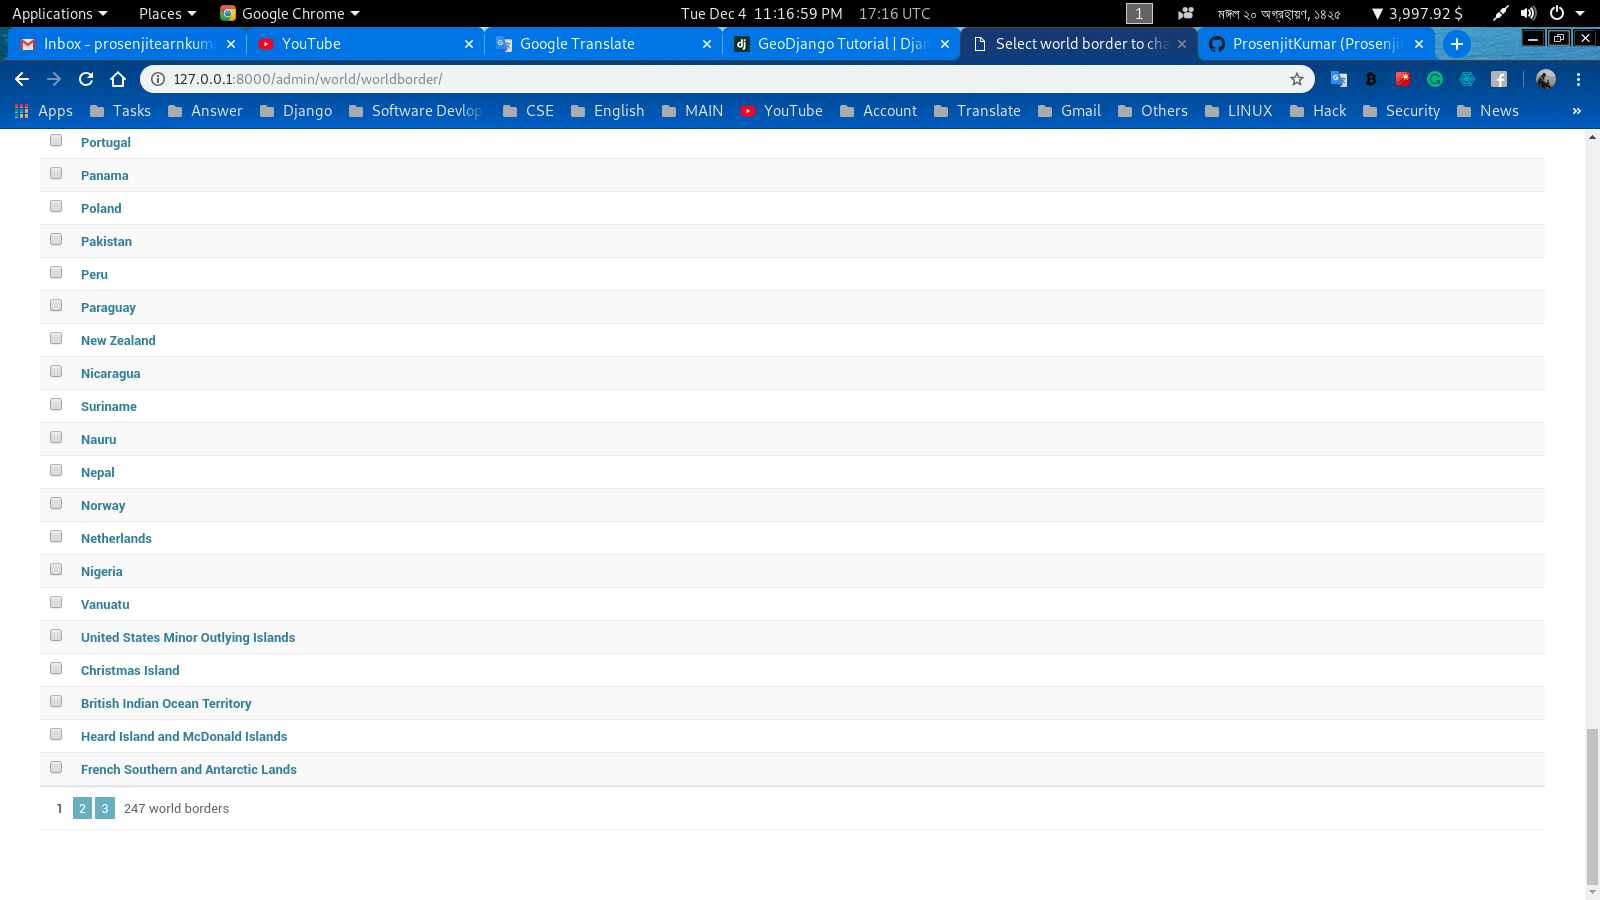 Applications Places Google Chrome Tue Dec 4 11:16:59 PM 17:16 UTC 1 মঙ্গল ২০ অগ্রহায়ণ, ১৪২৫ ▼ 3,997.92 $
Inbox - prosenjitearnkum YouTube Google Translate GeoDjango Tutorial | Djan Select world border to cha ProsenjitKumar (Prosenjit
127.0.0.1:8000/admin/world/worldborder/
Apps Tasks Answer Django Software Devlop CSE English MAIN YouTube Account Translate Gmail Others LINUX Hack Security News »
Portugal
Panama
Poland
Pakistan
Peru
Paraguay
New Zealand
Nicaragua
Suriname
Nauru
Nepal
Norway
Netherlands
Nigeria
Vanuatu
United States Minor Outlying Islands
Christmas Island
British Indian Ocean Territory
Heard Island and McDonald Islands
French Southern and Antarctic Lands
1 2 3 247 world borders